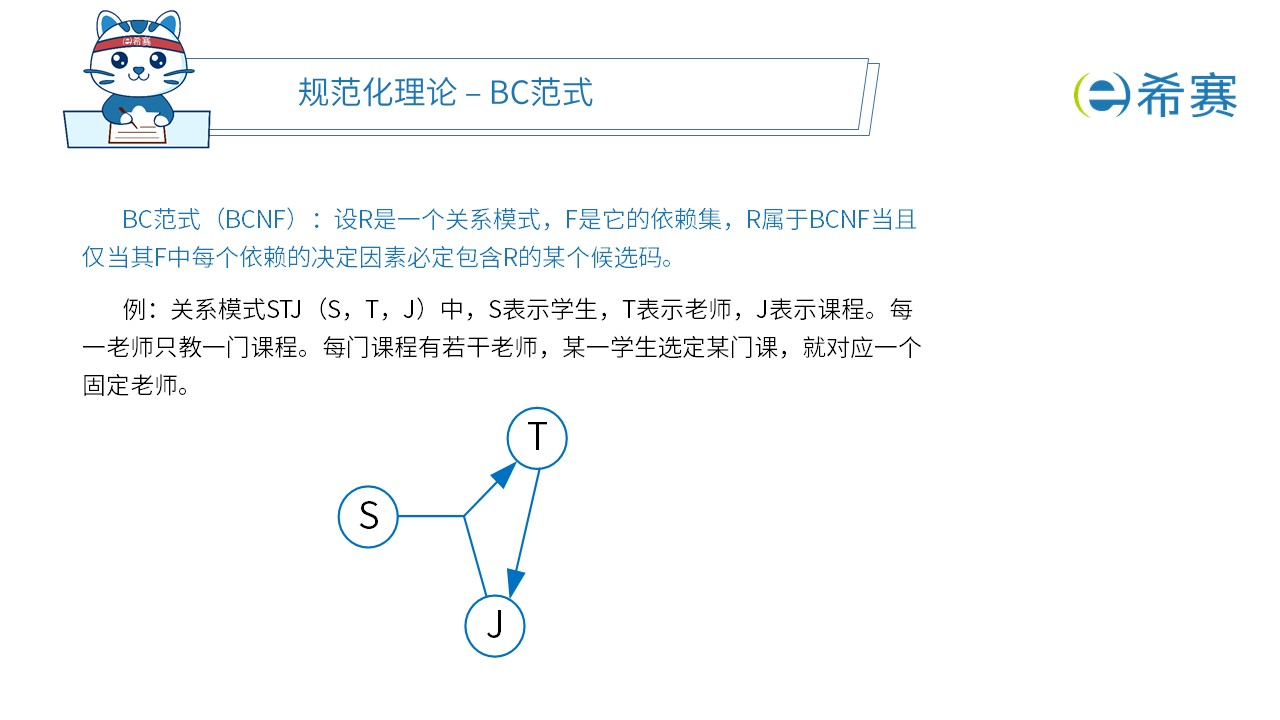 希赛
规范化理论 – BC范式
希赛
BC范式（BCNF）：设R是一个关系模式，F是它的依赖集，R属于BCNF当且
仅当其F中每个依赖的决定因素必定包含R的某个候选码。
例：关系模式STJ（S，T，J）中，S表示学生，T表示老师，J表示课程。每
一老师只教一门课程。每门课程有若干老师，某一学生选定某门课，就对应一个
固定老师。
T
S
J